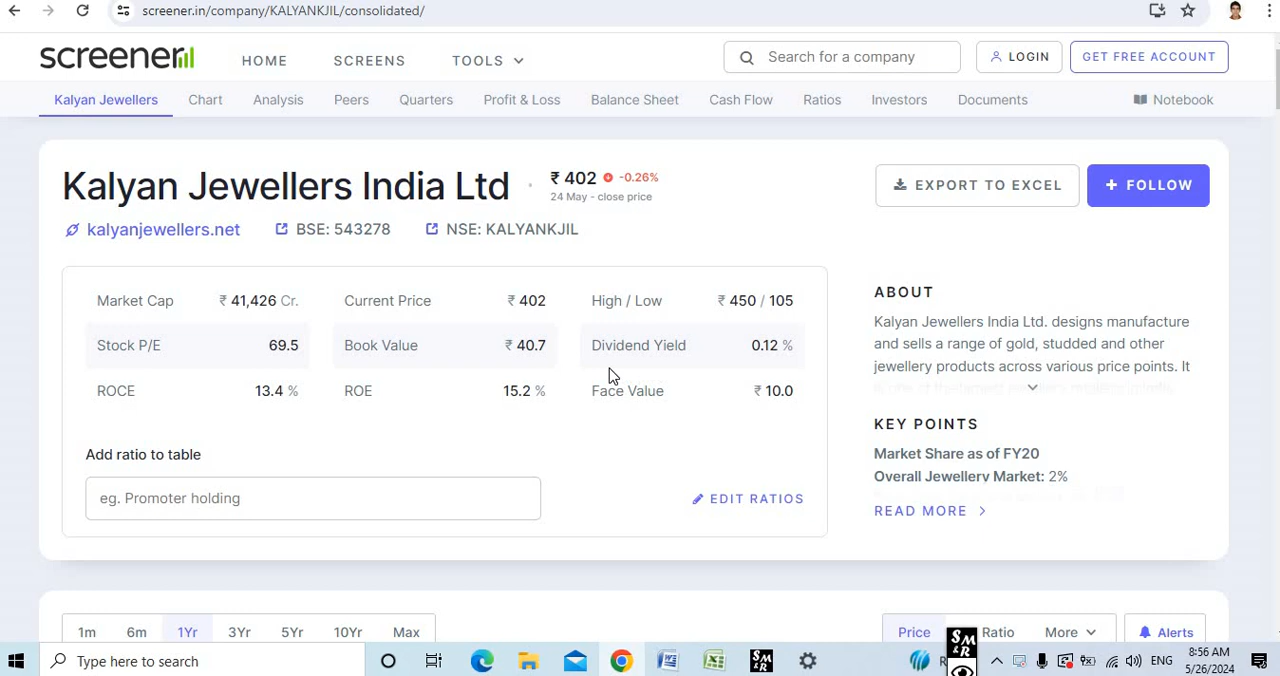 screener.in/company/KALYANKJIL/consolidated/
screener
HOME
SCREENS
TOOLS
Search for a company
LOGIN
GET FREE ACCOUNT
Kalyan Jewellers
Chart
Analysis
Peers
Quarters
Profit & Loss
Balance Sheet
Cash Flow
Ratios
Investors
Documents
Notebook
Kalyan Jewellers India Ltd
₹ 402 -0.26%
24 May - close price
EXPORT TO EXCEL
+ FOLLOW
kalyanjewellers.net
BSE: 543278
NSE: KALYANKJIL
Market Cap ₹ 41,426 Cr.
Current Price ₹ 402
High / Low ₹ 450 / 105
Stock P/E 69.5
Book Value ₹ 40.7
Dividend Yield 0.12 %
ROCE 13.4 %
ROE 15.2 %
Face Value ₹ 10.0
Add ratio to table
eg. Promoter holding
EDIT RATIOS
ABOUT
Kalyan Jewellers India Ltd. designs manufacture
and sells a range of gold, studded and other
jewellery products across various price points. It
KEY POINTS
Market Share as of FY20
Overall Jewellery Market: 2%
READ MORE
1m
6m
1Yr
3Yr
5Yr
10Yr
Max
Price
Ratio
More
Alerts
Type here to search
SM&R
SM&R
ENG
8:56 AM
5/26/2024